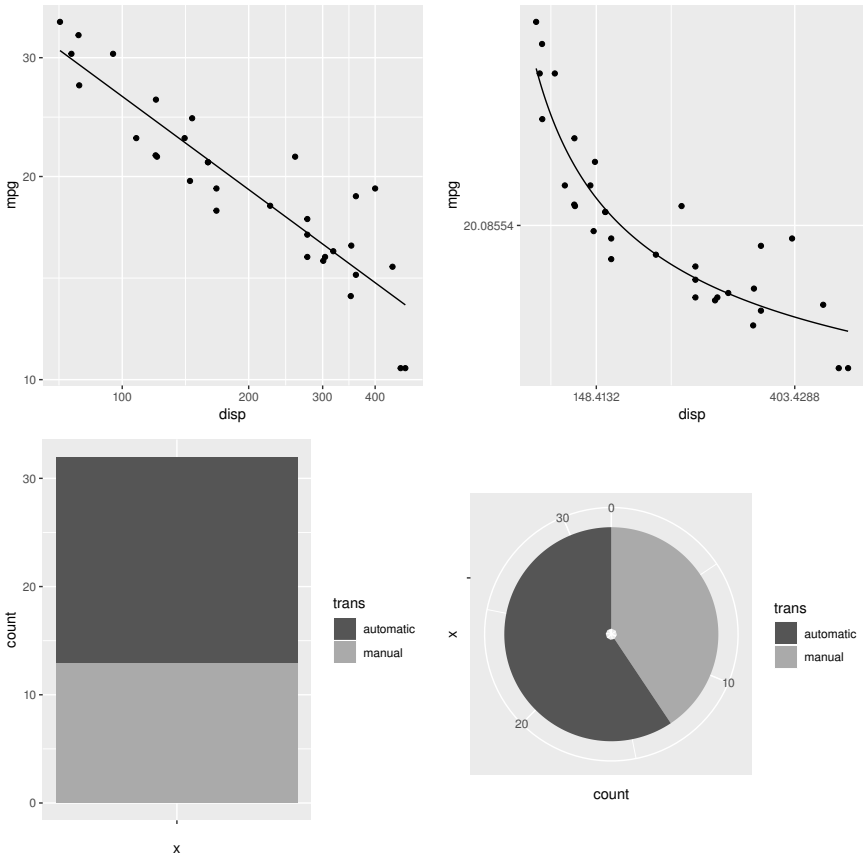 30
20
10
mpg
100
200
300
400
disp
20.08554
mpg
148.4132
403.4288
disp
30
20
10
0
count
x
trans
automatic
manual
0
30
10
20
x
count
trans
automatic
manual